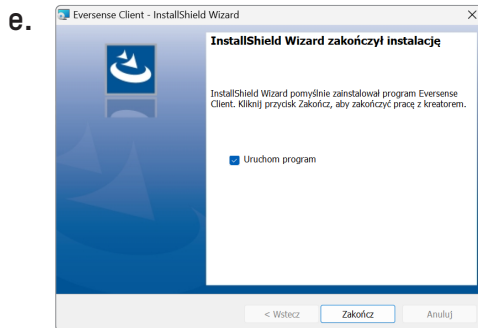 e.
Eversense Client - InstallShield Wizard
InstallShield Wizard zakończył instalację
InstallShield Wizard pomyślnie zainstalował program Eversense
Client. Kliknij przycisk Zakończ, aby zakończyć pracę z kreatorem.
Uruchom program
< Wstecz Zakończ Anuluj